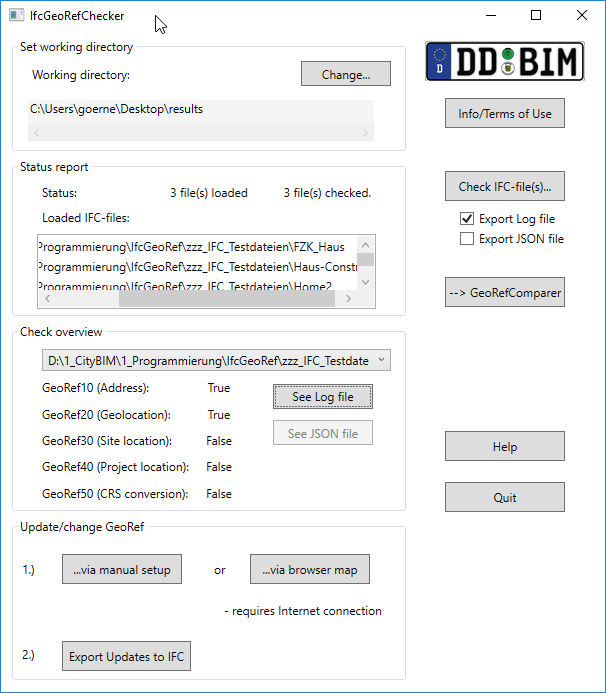 IfcGeoRefChecker
Set working directory
Working directory:
Change...
C:\Users\goerne\Desktop\results
D
DD BIM
Info/Terms of Use
Status report
Status: 3 file(s) loaded 3 file(s) checked.
Loaded IFC-files:
Programmierung\IfcGeoRef\zzz_IFC_Testdateien\FZK_Haus
Programmierung\IfcGeoRef\zzz_IFC_Testdateien\Haus-Constr
Programmierung\IfcGeoRef\zzz_IFC_Testdateien\Home2
Check IFC-file(s)...
Export Log file
Export JSON file
--> GeoRefComparer
Check overview
D:\1_CityBIM\1_Programmierung\IfcGeoRef\zzz_IFC_Testdate
GeoRef10 (Address): True
GeoRef20 (Geolocation): True
GeoRef30 (Site location): False
GeoRef40 (Project location): False
GeoRef50 (CRS conversion): False
See Log file
See JSON file
Help
Quit
Update/change GeoRef
1.) ...via manual setup or ...via browser map
- requires Internet connection
2.) Export Updates to IFC